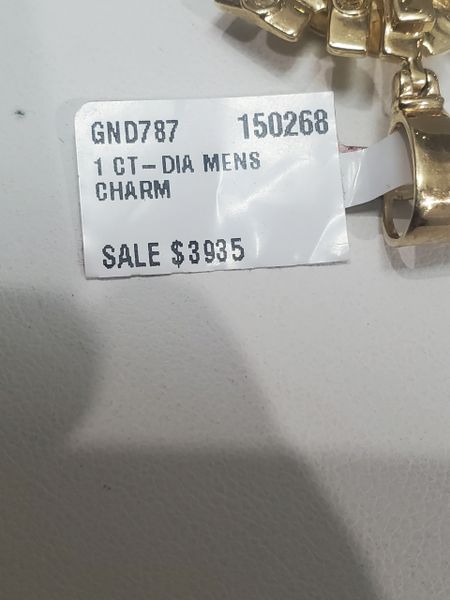 GND787 150268
1 CT-DIA MENS
CHARM
SALE $3935